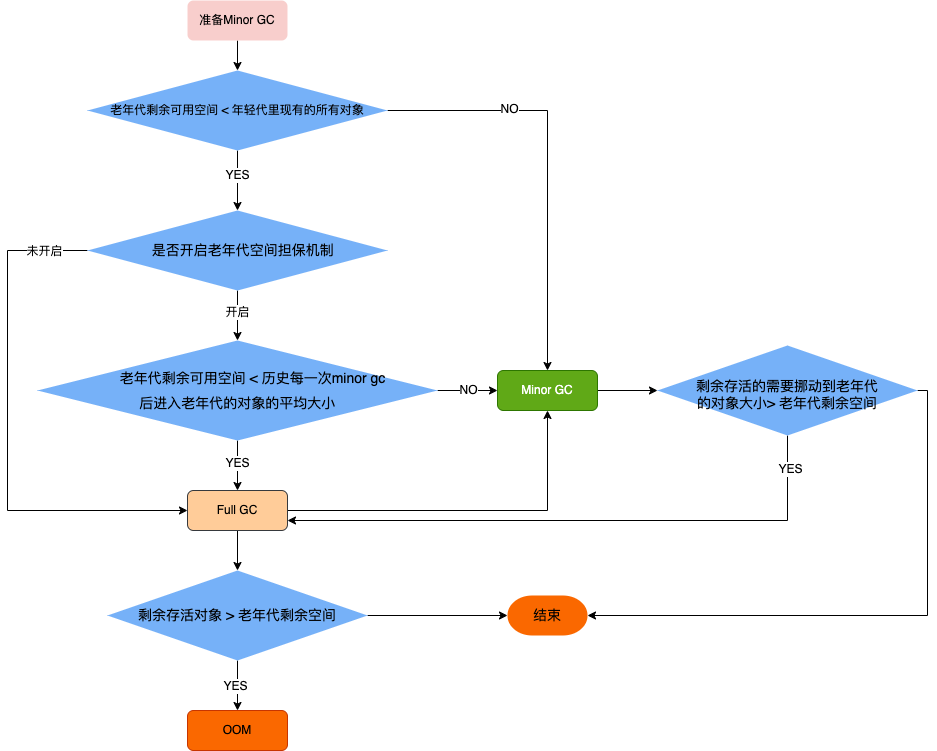 准备Minor GC
老年代剩余可用空间 < 年轻代里现有的所有对象
NO
YES
是否开启老年代空间担保机制
未开启
开启
老年代剩余可用空间 < 历史每一次minor gc
后进入老年代的对象的平均大小
NO
Minor GC
剩余存活的需要挪动到老年代
的对象大小> 老年代剩余空间
YES
YES
Full GC
剩余存活对象 > 老年代剩余空间
结束
YES
OOM